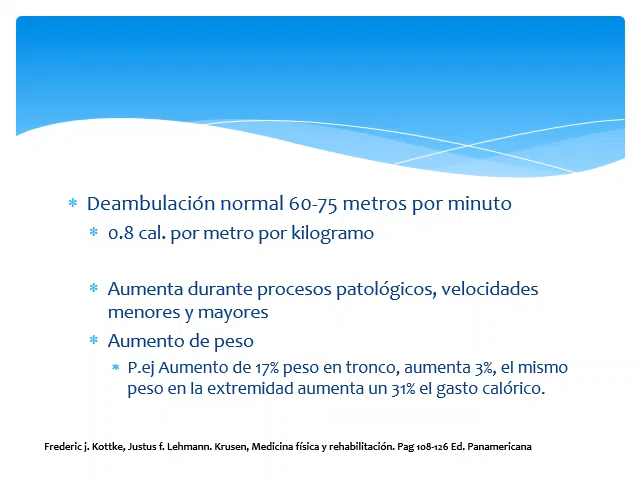 * Deambulación normal 60-75 metros por minuto
* 0.8 cal. por metro por kilogramo
* Aumenta durante procesos patológicos, velocidades
menores y mayores
* Aumento de peso
* P.ej Aumento de 17% peso en tronco, aumenta 3%, el mismo
peso en la extremidad aumenta un 31% el gasto calórico.
Frederic j. Kottke, Justus f. Lehmann. Krusen, Medicina física y rehabilitación. Pag 108-126 Ed. Panamericana